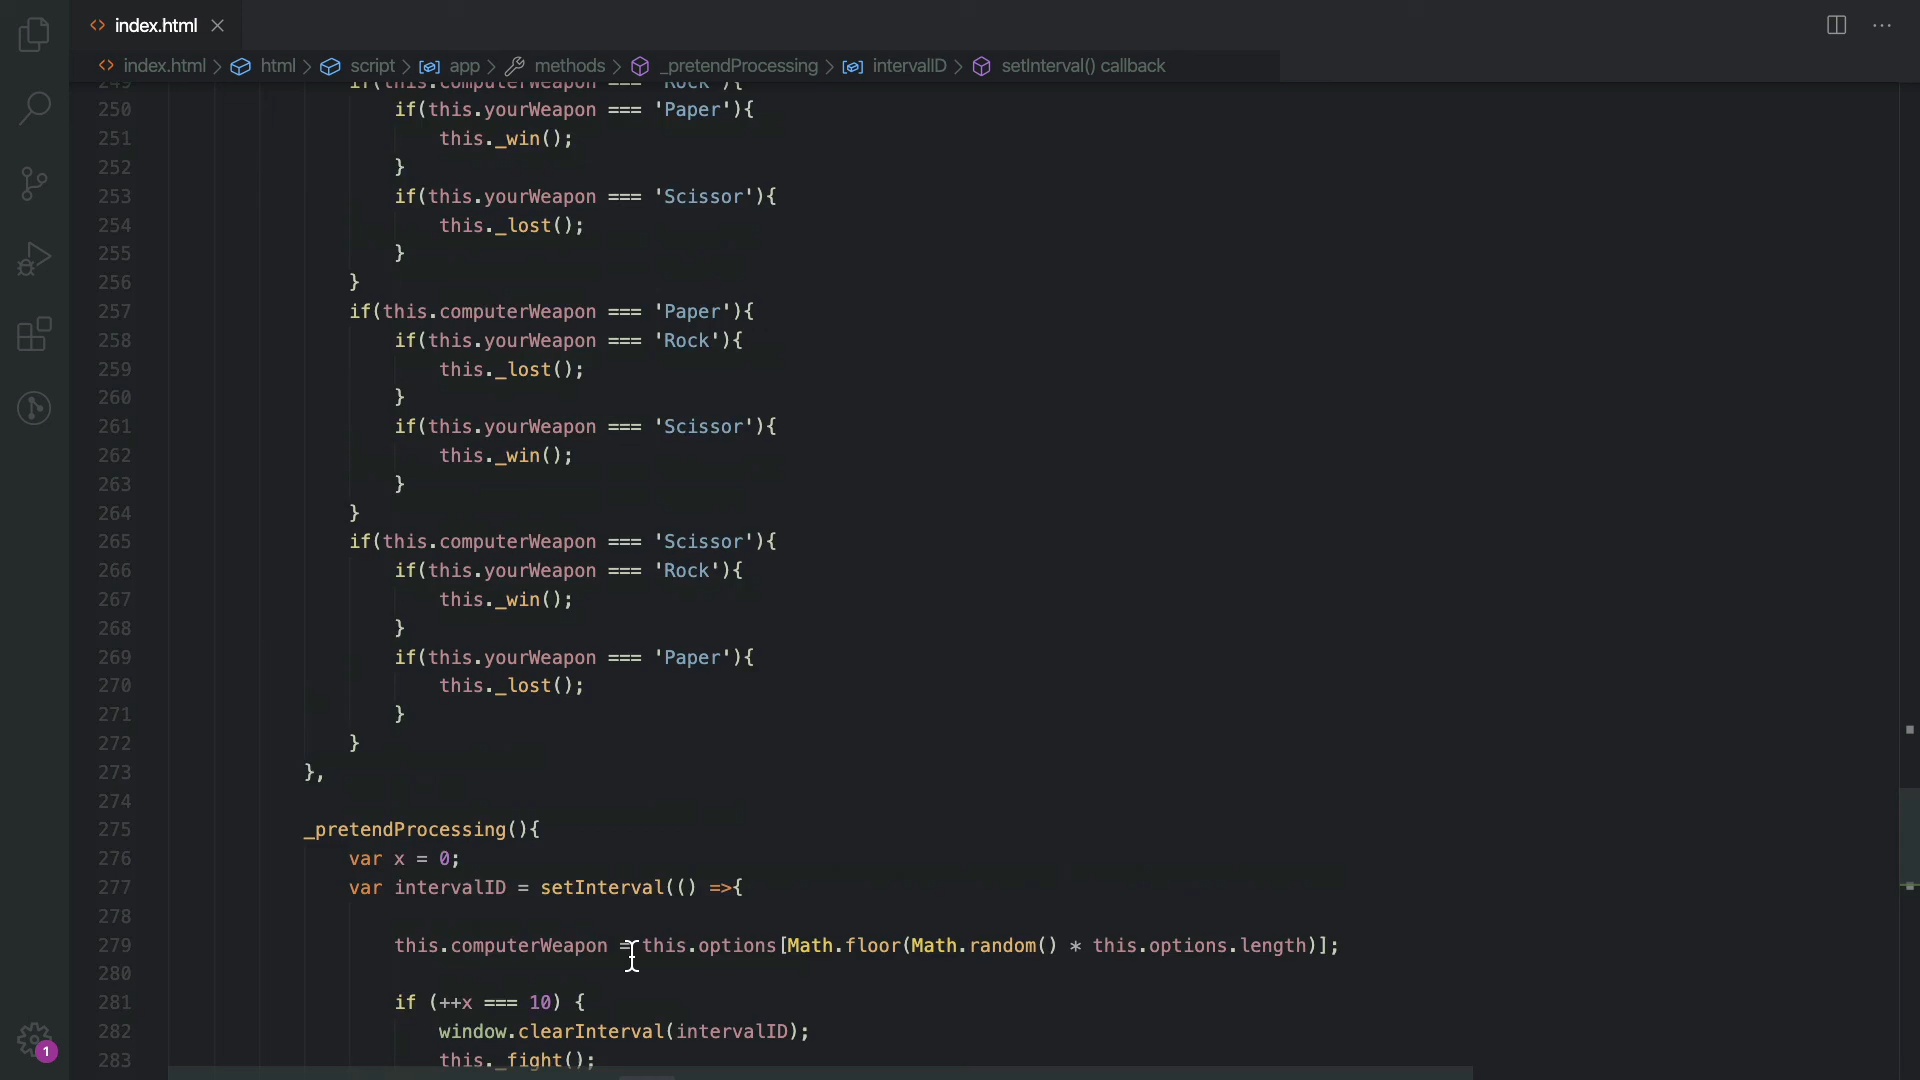 index.html
index.html > html > script > app > methods > _pretendProcessing > intervalID > setInterval() callback
249 if(this.computerWeapon === 'Rock'){
250 if(this.yourWeapon === 'Paper'){
251 this._win();
252 }
253 if(this.yourWeapon === 'Scissor'){
254 this._lost();
255 }
256 }
257 if(this.computerWeapon === 'Paper'){
258 if(this.yourWeapon === 'Rock'){
259 this._lost();
260 }
261 if(this.yourWeapon === 'Scissor'){
262 this._win();
263 }
264 }
265 if(this.computerWeapon === 'Scissor'){
266 if(this.yourWeapon === 'Rock'){
267 this._win();
268 }
269 if(this.yourWeapon === 'Paper'){
270 this._lost();
271 }
272 }
273 },
274
275 _pretendProcessing(){
276 var x = 0;
277 var intervalID = setInterval(() =>{
278
279 this.computerWeapon = this.options[Math.floor(Math.random() * this.options.length)];
280
281 if (++x === 10) {
282 window.clearInterval(intervalID);
283 this._fight();
1